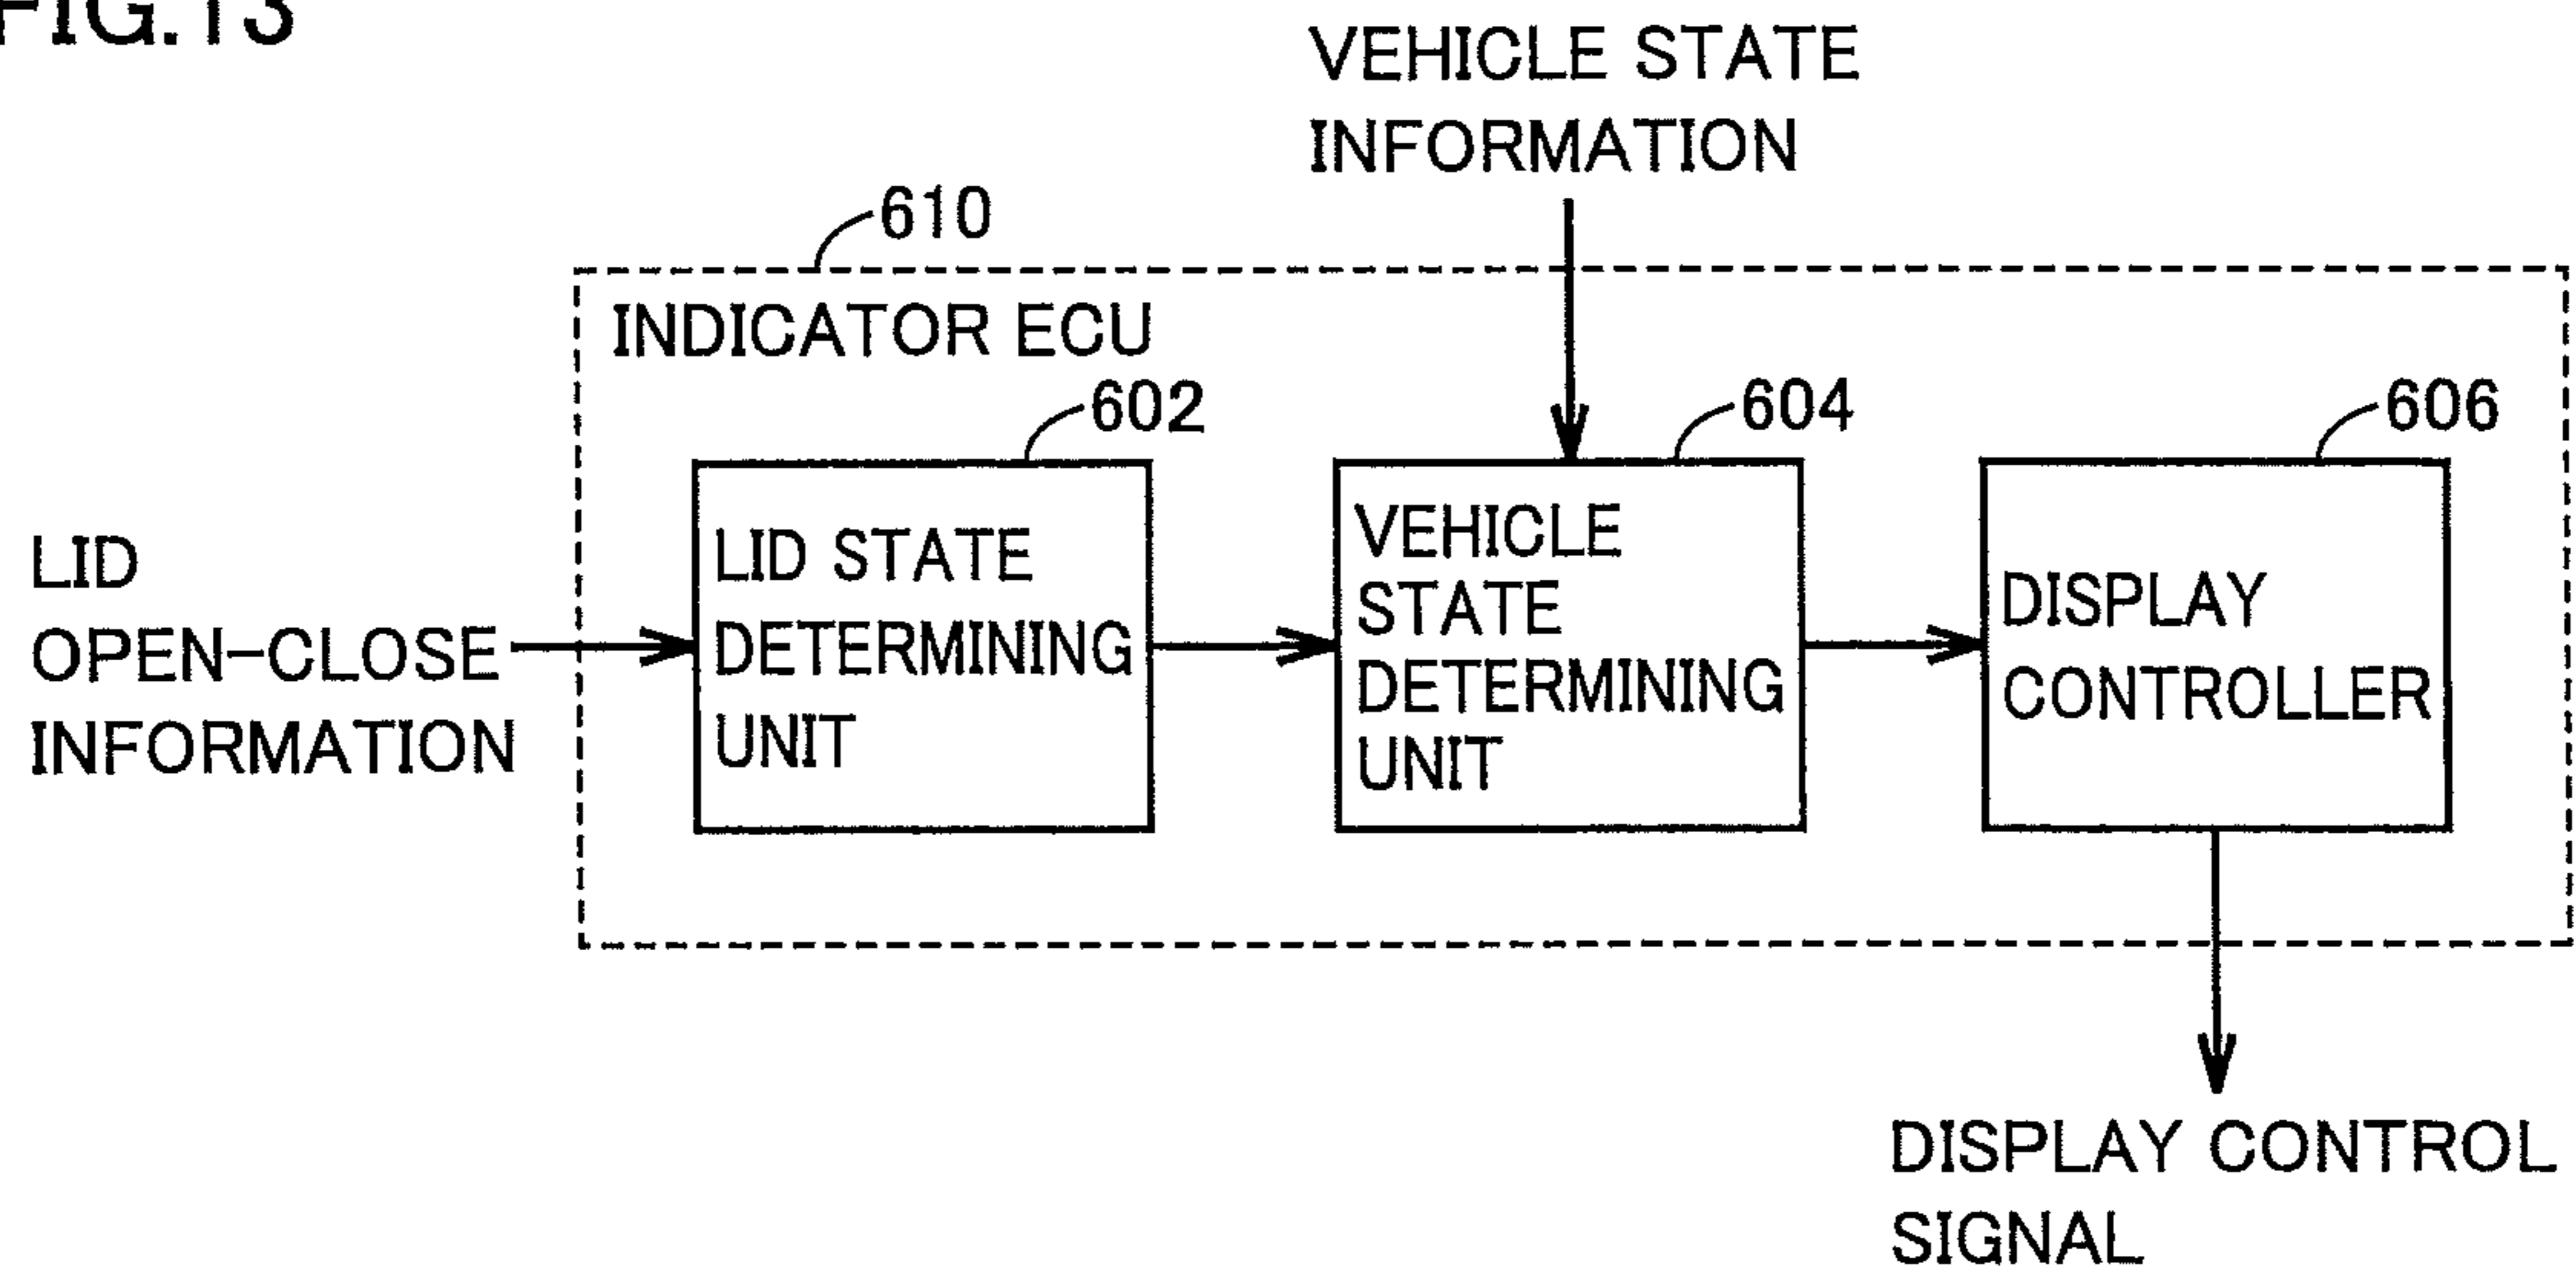 FIG.13
VEHICLE STATE
INFORMATION
610
INDICATOR ECU
602
604
606
LID
OPEN-CLOSE
INFORMATION
LID STATE
DETERMINING
UNIT
VEHICLE
STATE
DETERMINING
UNIT
DISPLAY
CONTROLLER
DISPLAY CONTROL
SIGNAL